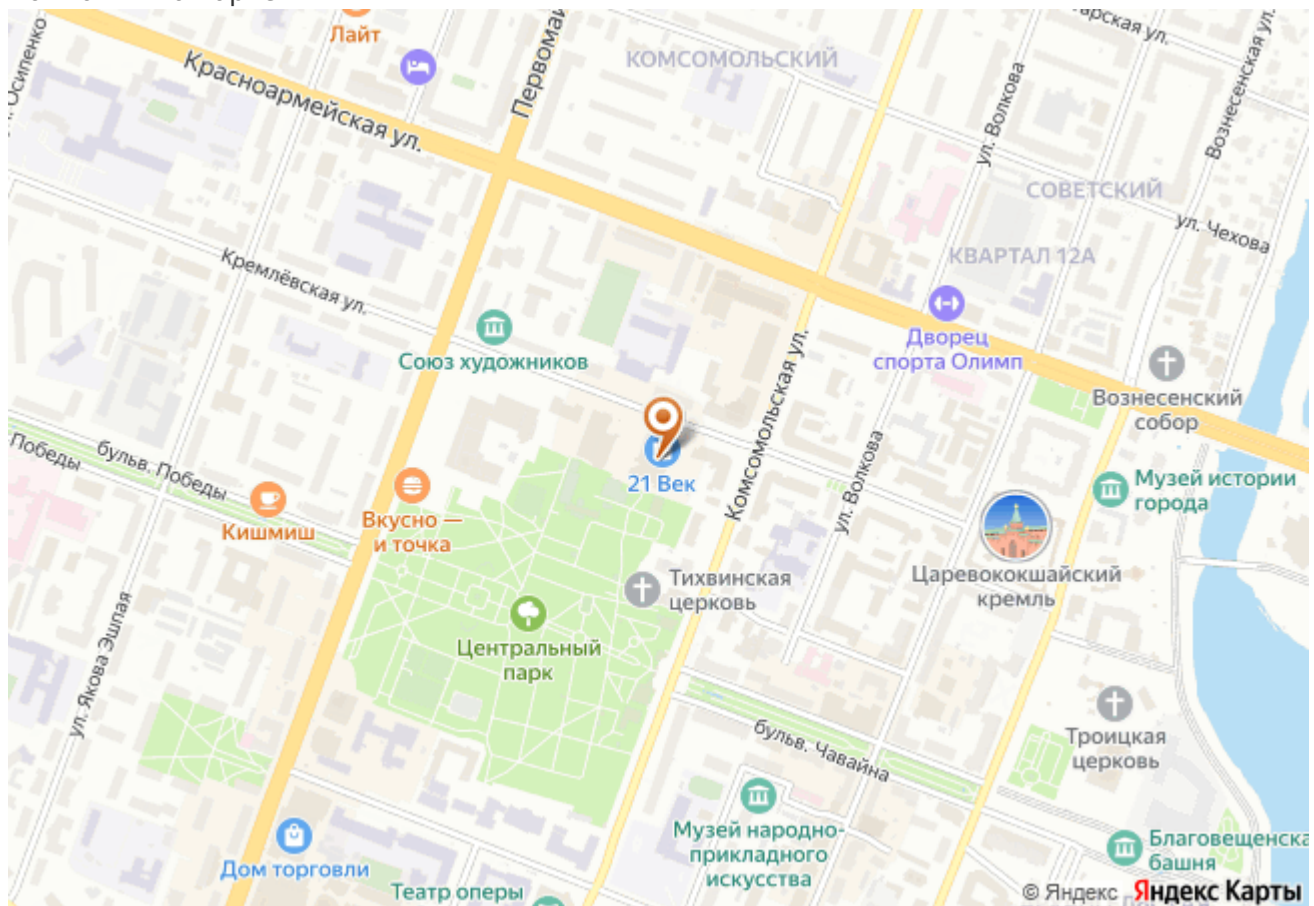 Лайт
КОМСОМОЛЬСКИЙ
Красноармейская ул.
ул. Волкова
Вознесенская ул.
СОВЕТСКИЙ
ул. Чехова
КВАРТАЛ 12А
Кремлёвская ул.
Союз художников
Дворец
спорта Олимп
Комсомольская ул.
Вознесенский
собор
бульв. Победы
Победы
21 Век
ул. Волкова
Музей истории
города
Кишмиш
Вкусно —
и точка
Царевококшайский
кремль
Тихвинская
церковь
ул. Якова Эшпая
Центральный
парк
бульв. Чавайна
Троицкая
церковь
Дом торговли
Музей народно-
прикладного
искусства
Театр оперы
башня
© Яндекс Яндекс Карты